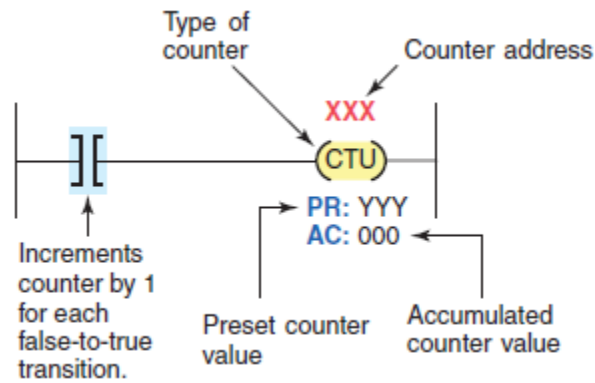 Type of
counter
Counter address
XXX
CTU
PR: YYY
AC: 000
Increments
counter by 1
for each
false-to-true
transition.
Preset counter
value
Accumulated
counter value